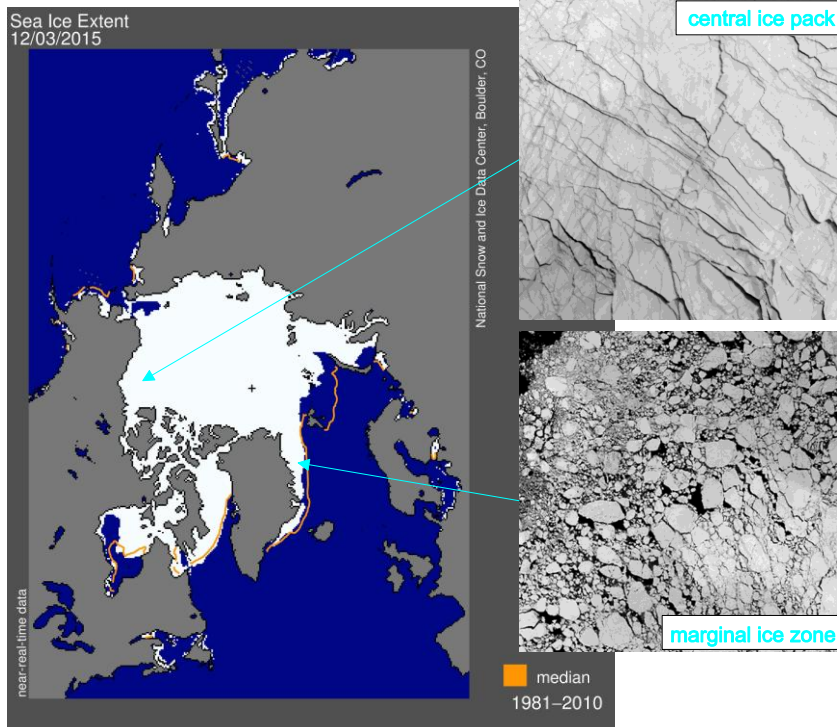 Sea Ice Extent
12/03/2015
central ice pack
National Snow and Ice Data Center, Boulder, CO
near-real-time data
marginal ice zone
median
1981–2010